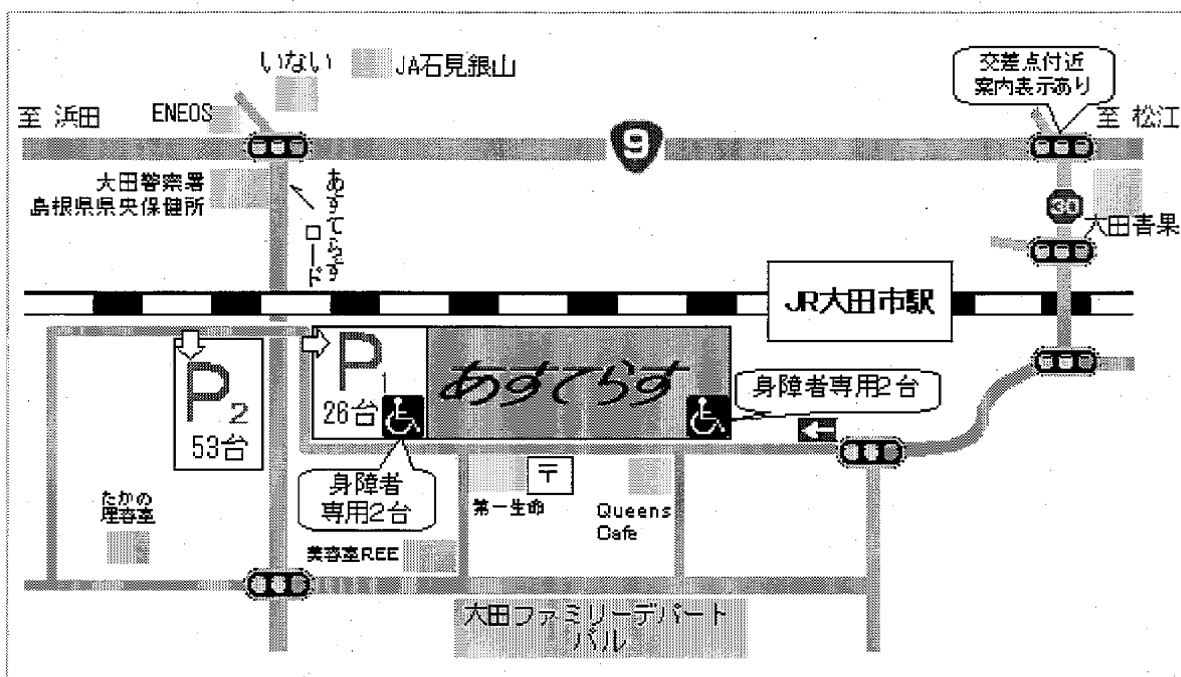 いない
JA石見銀山
交差点付近
案内表示あり
至 浜田
ENEOS
9
至 松江
大田警察署
島根県県央保健所
あすてらす
ロード
30
大田青果
JR大田市駅
P1
26台
あすてらす
身障者専用2台
P2
53台
身障者
専用2台
〒
第一生命
Queens
Cafe
たかの
理容室
美容室REE
大田ファミリーデパート
パル